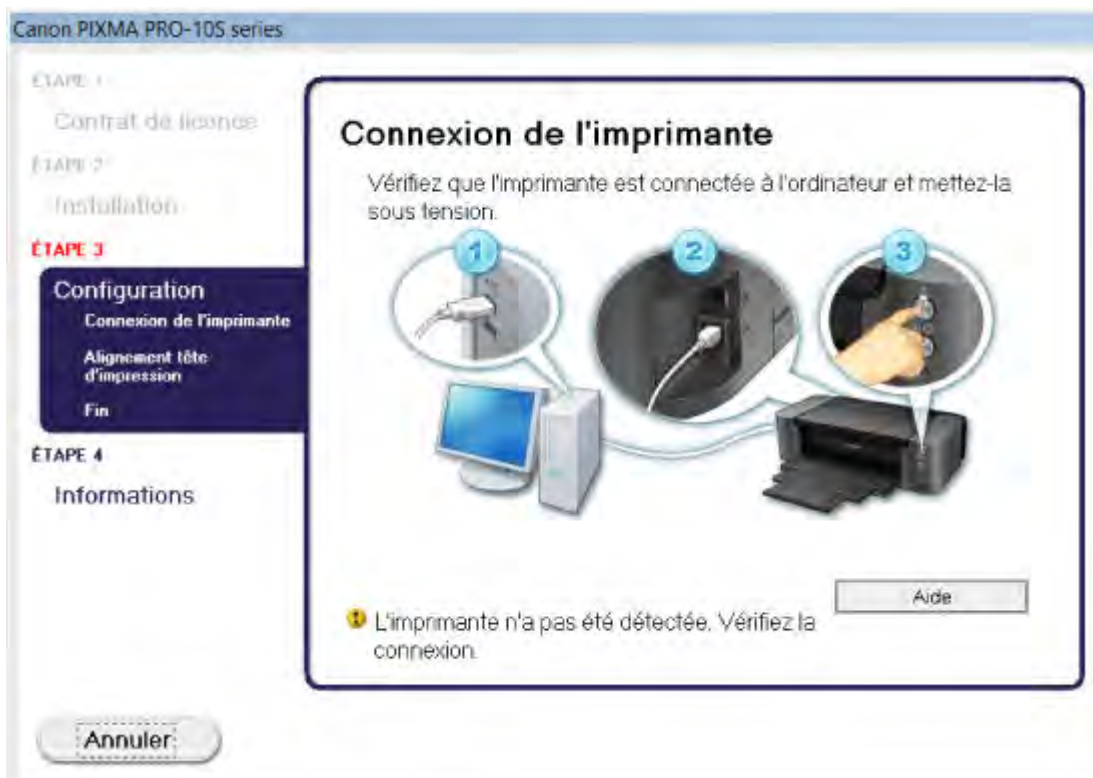 Canon PIXMA PRO-10S series
ÉTAPE 1
Contrat de licence
ÉTAPE 2
Installation
ÉTAPE 3
Configuration
Connexion de l'imprimante
Alignement tête
d'impression
Fin
ÉTAPE 4
Informations
Connexion de l'imprimante
Vérifiez que l'imprimante est connectée à l'ordinateur et mettez-la
sous tension.
1
2
3
Aide
L'imprimante n'a pas été détectée. Vérifiez la
connexion.
Annuler